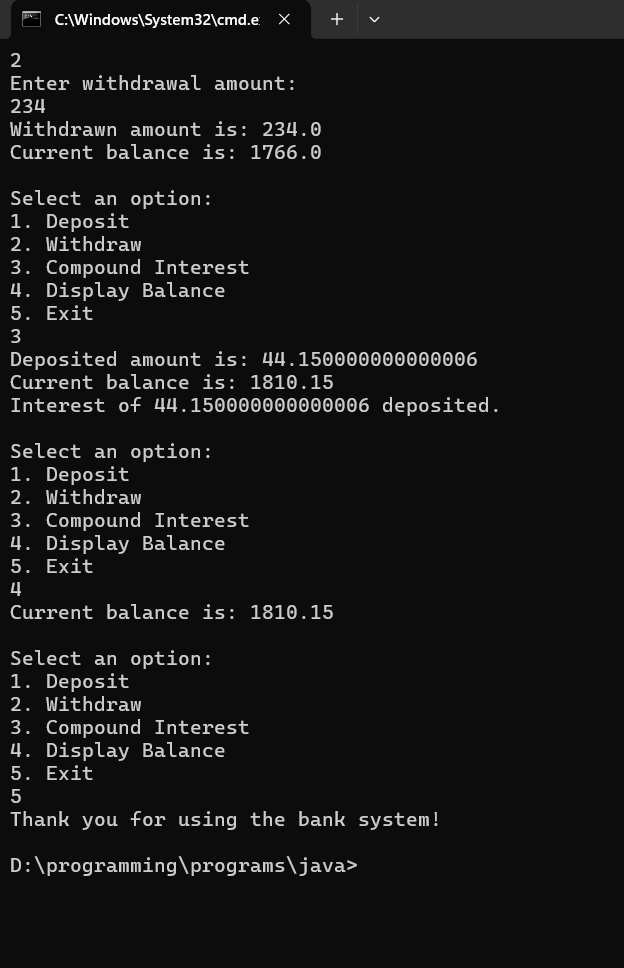 C:\Windows\System32\cmd.e
2
Enter withdrawal amount:
234
Withdrawn amount is: 234.0
Current balance is: 1766.0
Select an option:
1. Deposit
2. Withdraw
3. Compound Interest
4. Display Balance
5. Exit
3
Deposited amount is: 44.150000000000006
Current balance is: 1810.15
Interest of 44.150000000000006 deposited.
Select an option:
1. Deposit
2. Withdraw
3. Compound Interest
4. Display Balance
5. Exit
4
Current balance is: 1810.15
Select an option:
1. Deposit
2. Withdraw
3. Compound Interest
4. Display Balance
5. Exit
5
Thank you for using the bank system!
D:\programming\programs\java>